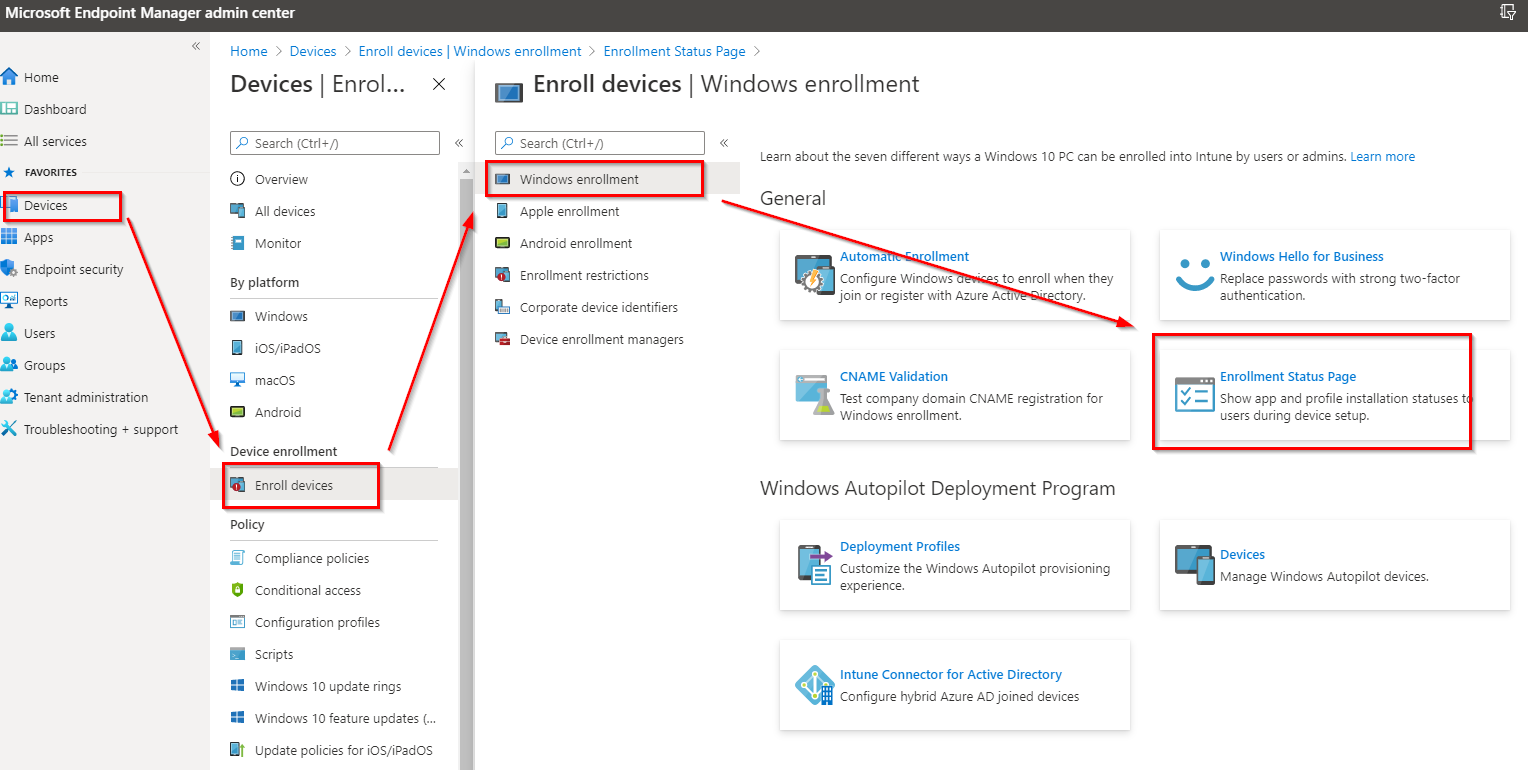 Microsoft Endpoint Manager admin center
«
Home
Dashboard
All services
FAVORITES
Devices
Apps
Endpoint security
Reports
Users
Groups
Tenant administration
Troubleshooting + support
Home > Devices > Enroll devices | Windows enrollment > Enrollment Status Page >
Devices | Enrol...
Search (Ctrl+/)
«
Overview
All devices
Monitor
By platform
Windows
iOS/iPadOS
macOS
Android
Device enrollment
Enroll devices
Policy
Compliance policies
Conditional access
Configuration profiles
Scripts
Windows 10 update rings
Windows 10 feature updates (...
Update policies for iOS/iPadOS
Enroll devices | Windows enrollment
Search (Ctrl+/)
«
Windows enrollment
Apple enrollment
Android enrollment
Enrollment restrictions
Corporate device identifiers
Device enrollment managers
Learn about the seven different ways a Windows 10 PC can be enrolled into Intune by users or admins. Learn more
General
Automatic Enrollment
Configure Windows devices to enroll when they
join or register with Azure Active Directory.
Windows Hello for Business
Replace passwords with strong two-factor
authentication.
CNAME Validation
Test company domain CNAME registration for
Windows enrollment.
Enrollment Status Page
Show app and profile installation statuses to
users during device setup.
Windows Autopilot Deployment Program
Deployment Profiles
Customize the Windows Autopilot provisioning
experience.
Devices
Manage Windows Autopilot devices.
Intune Connector for Active Directory
Configure hybrid Azure AD joined devices